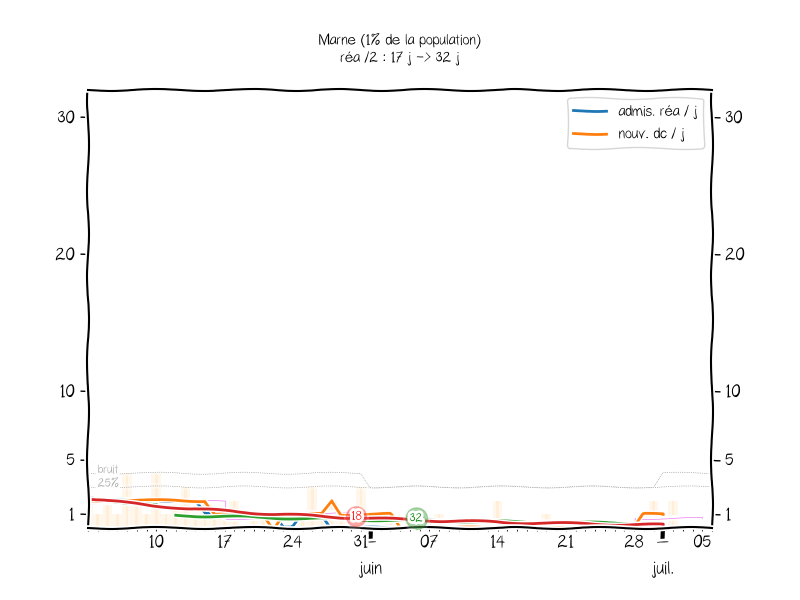 Marne (1% de la population)
réa /2 : 17 j -> 32 j
admis. réa / j
nouv. dc / j
30 30
20 20
10 10
5 5
bruit
25%
1 1
18 32
10 17 24 31 07 14 21 28 05
juin juil.